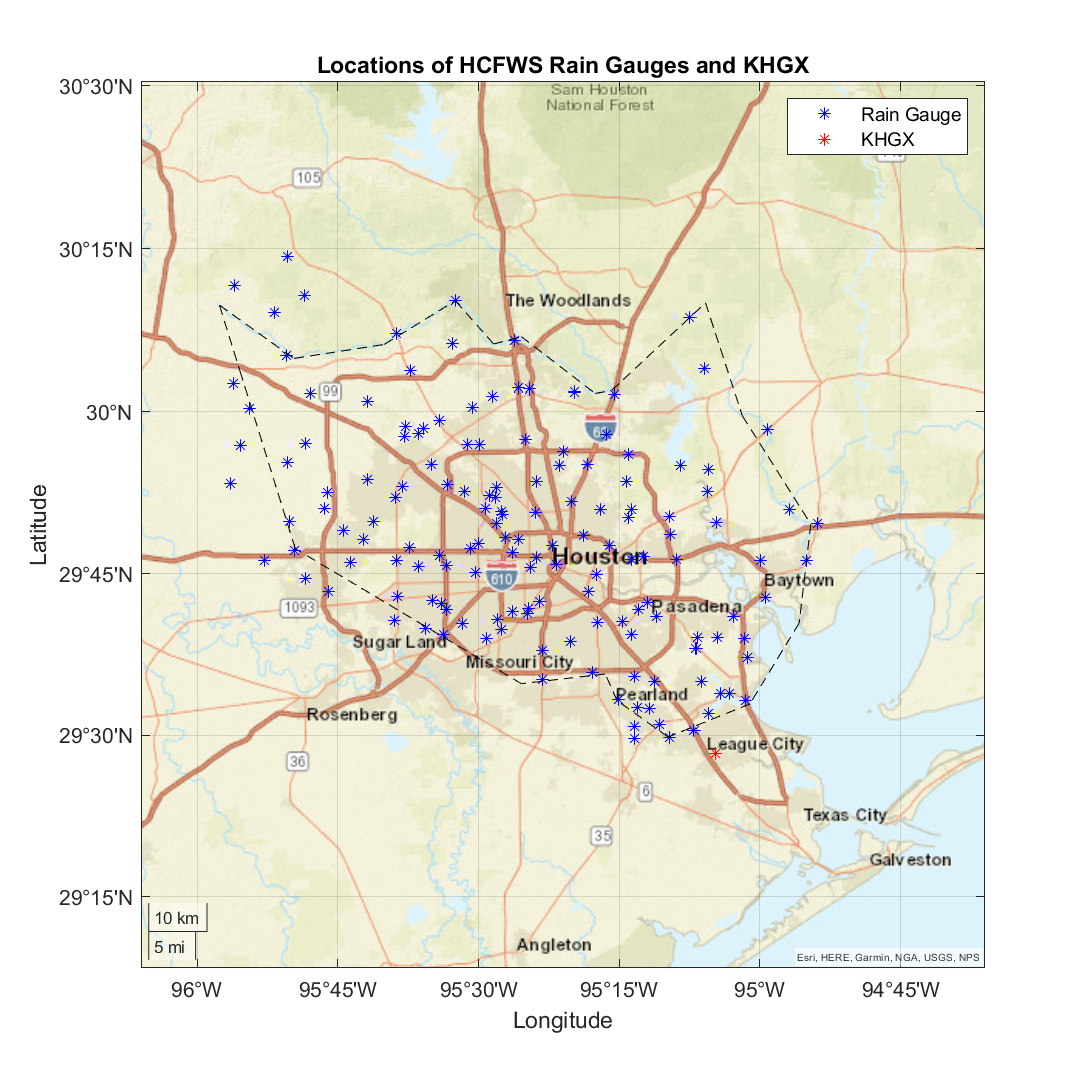 Locations of HCFWS Rain Gauges and KHGX
30°30'N
Sam Houston
National Forest
Rain Gauge
KHGX
105
30°15'N
The Woodlands
99
30°N
69
Houston
29°45'N
610
Baytown
1093
Pasadena
Sugar Land
Missouri City
Pearland
Rosenberg
29°30'N
League City
36
6
Texas City
35
Galveston
29°15'N
10 km
5 mi
Angleton
Esri, HERE, Garmin, NGA, USGS, NPS
96°W
95°45'W
95°30'W
95°15'W
95°W
94°45'W
Longitude
Latitude